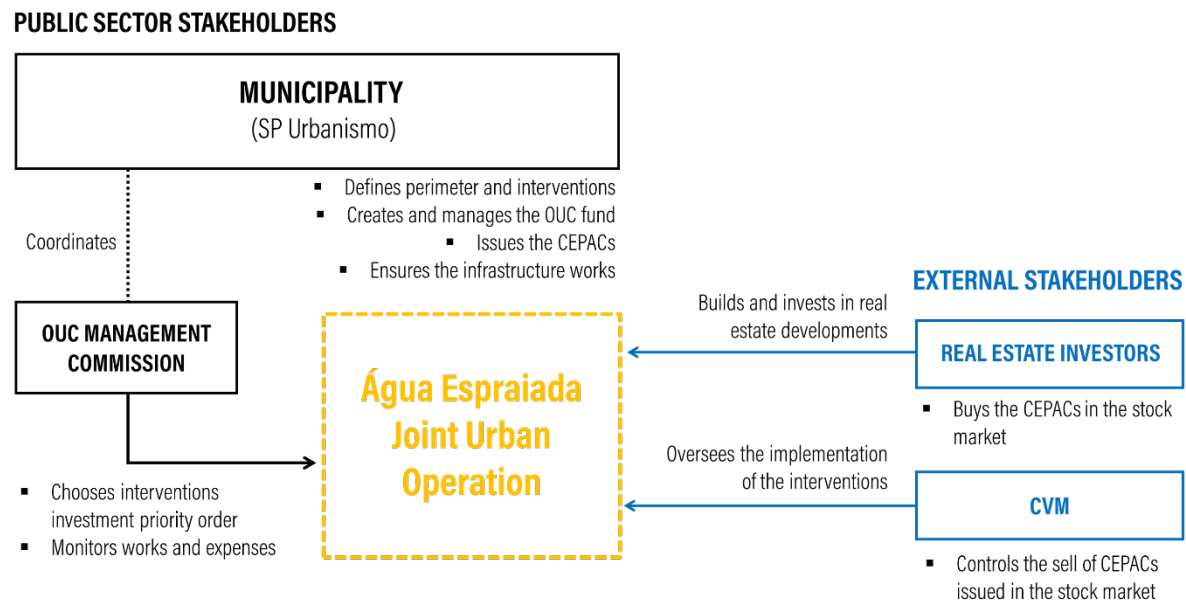 PUBLIC SECTOR STAKEHOLDERS
MUNICIPALITY
(SP Urbanismo)
▪ Defines perimeter and interventions
▪ Creates and manages the OUC fund
▪ Issues the CEPACs
▪ Ensures the infrastructure works
Coordinates
OUC MANAGEMENT
COMMISSION
▪ Chooses interventions
investment priority order
▪ Monitors works and expenses
Água Espraiada
Joint Urban
Operation
EXTERNAL STAKEHOLDERS
Builds and invests in real
estate developments
REAL ESTATE INVESTORS
▪ Buys the CEPACs in the stock
market
Oversees the implementation
of the interventions
CVM
▪ Controls the sell of CEPACs
issued in the stock market